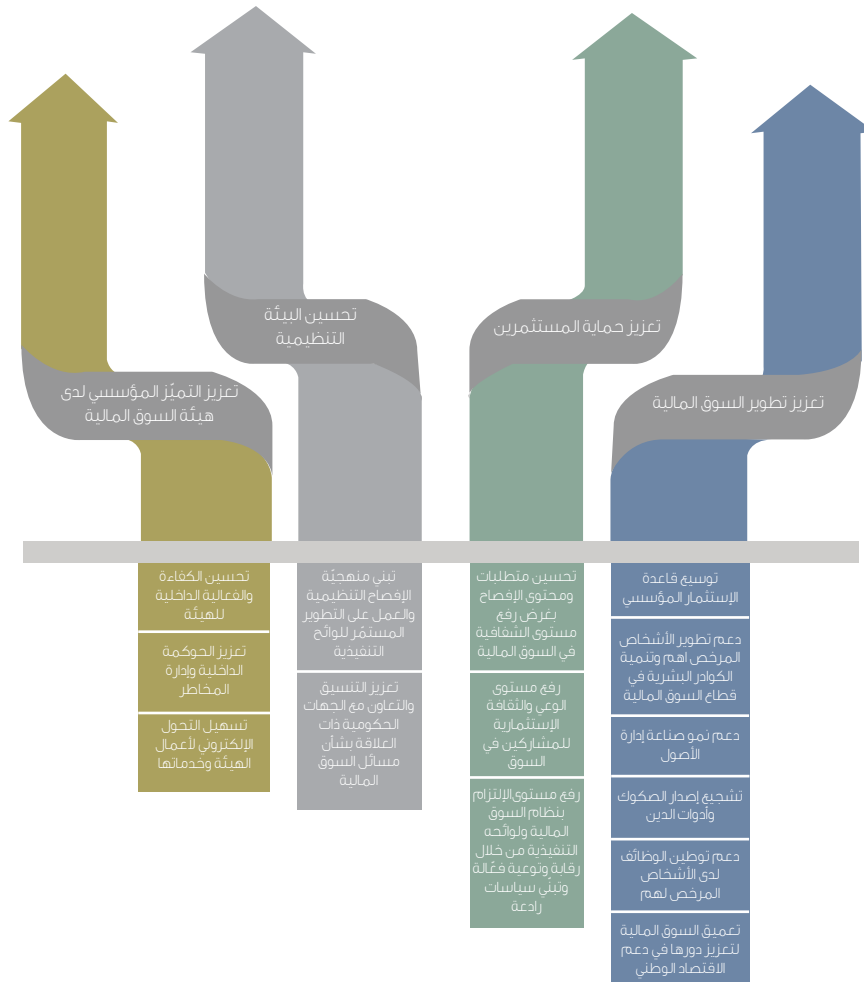 تعزيز تطوير السوق المالية
توسيع قاعدة
الإستثمار المؤسسي
دعم تطوير الأشخاص
المرخص اهم وتنمية
الكوادر البشرية في
قطاع السوق المالية
دعم نمو صناعة إدارة
الأصول
تشجيع إصدار الصكوك
وأدوات الدين
دعم توطين الوظائف
لدى الأشخاص
المرخص لهم
تعميق السوق المالية
لتعزيز دورها في دعم
الاقتصاد الوطني
تعزيز حماية المستثمرين
تحسين متطلبات
ومحتوى الإفصاح
بغرض رفع
مستوى الشفافية
في السوق المالية
رفع مستوى
الوعي والثقافة
الإستثمارية
للمشاركين في
السوق
رفع مستوى الإلتزام
بنظام السوق
المالية ولوائحه
التنفيذية من خلال
رقابة وتوعية فعّالة
وتبنّي سياسات
رادعة
تحسين البيئة
التنظيمية
تبني منهجيّة
الإفصاح التنظيمية
والعمل على التطوير
المستمّر للوائح
التنفيذية
تعزيز التنسيق
والتعاون مع الجهات
الحكومية ذات
العلاقة بشأن
مسائل السوق
المالية
تعزيز التميّز المؤسسي لدى
هيئة السوق المالية
تحسين الكفاءة
والفعالية الداخلية
للهيئة
تعزيز الحوكمة
الداخلية وإدارة
المخاطر
تسهيل التحول
الإلكتروني لأعمال
الهيئة وخدماتها